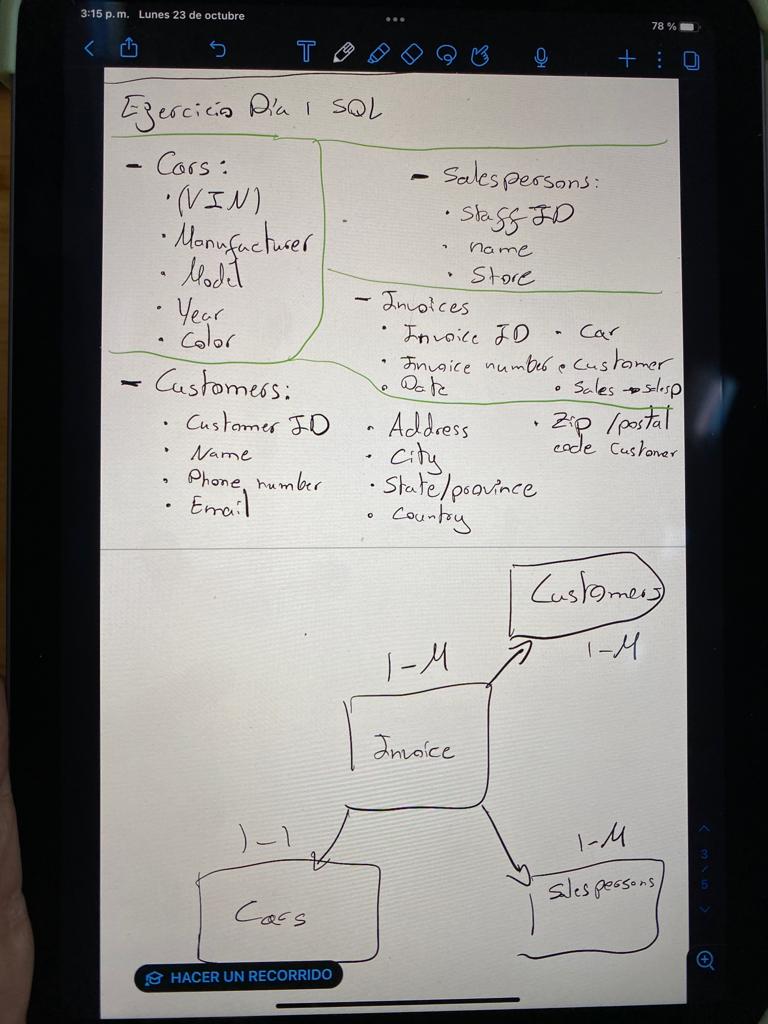 3:15 p.m. Lunes 23 de octubre
78 %
Ejercicio Día 1 SQL
- Cars:
· (VIN)
· Manufacturer
· Model
· Year
· Color
- Salespersons:
· Staff ID
· name
· Store
- Invoices
· Invoice ID
· Invoice number
· Date
· Car
· Customer
· Sales → salesp
- Customers:
· Customer ID
· Name
· Phone number
· Email
· Address
· City
· State/province
· Country
· Zip /postal
code Customer
Customers
1-M
1-M
Invoice
1-1
Cars
1-M
Salespersons
3
/
5
HACER UN RECORRIDO